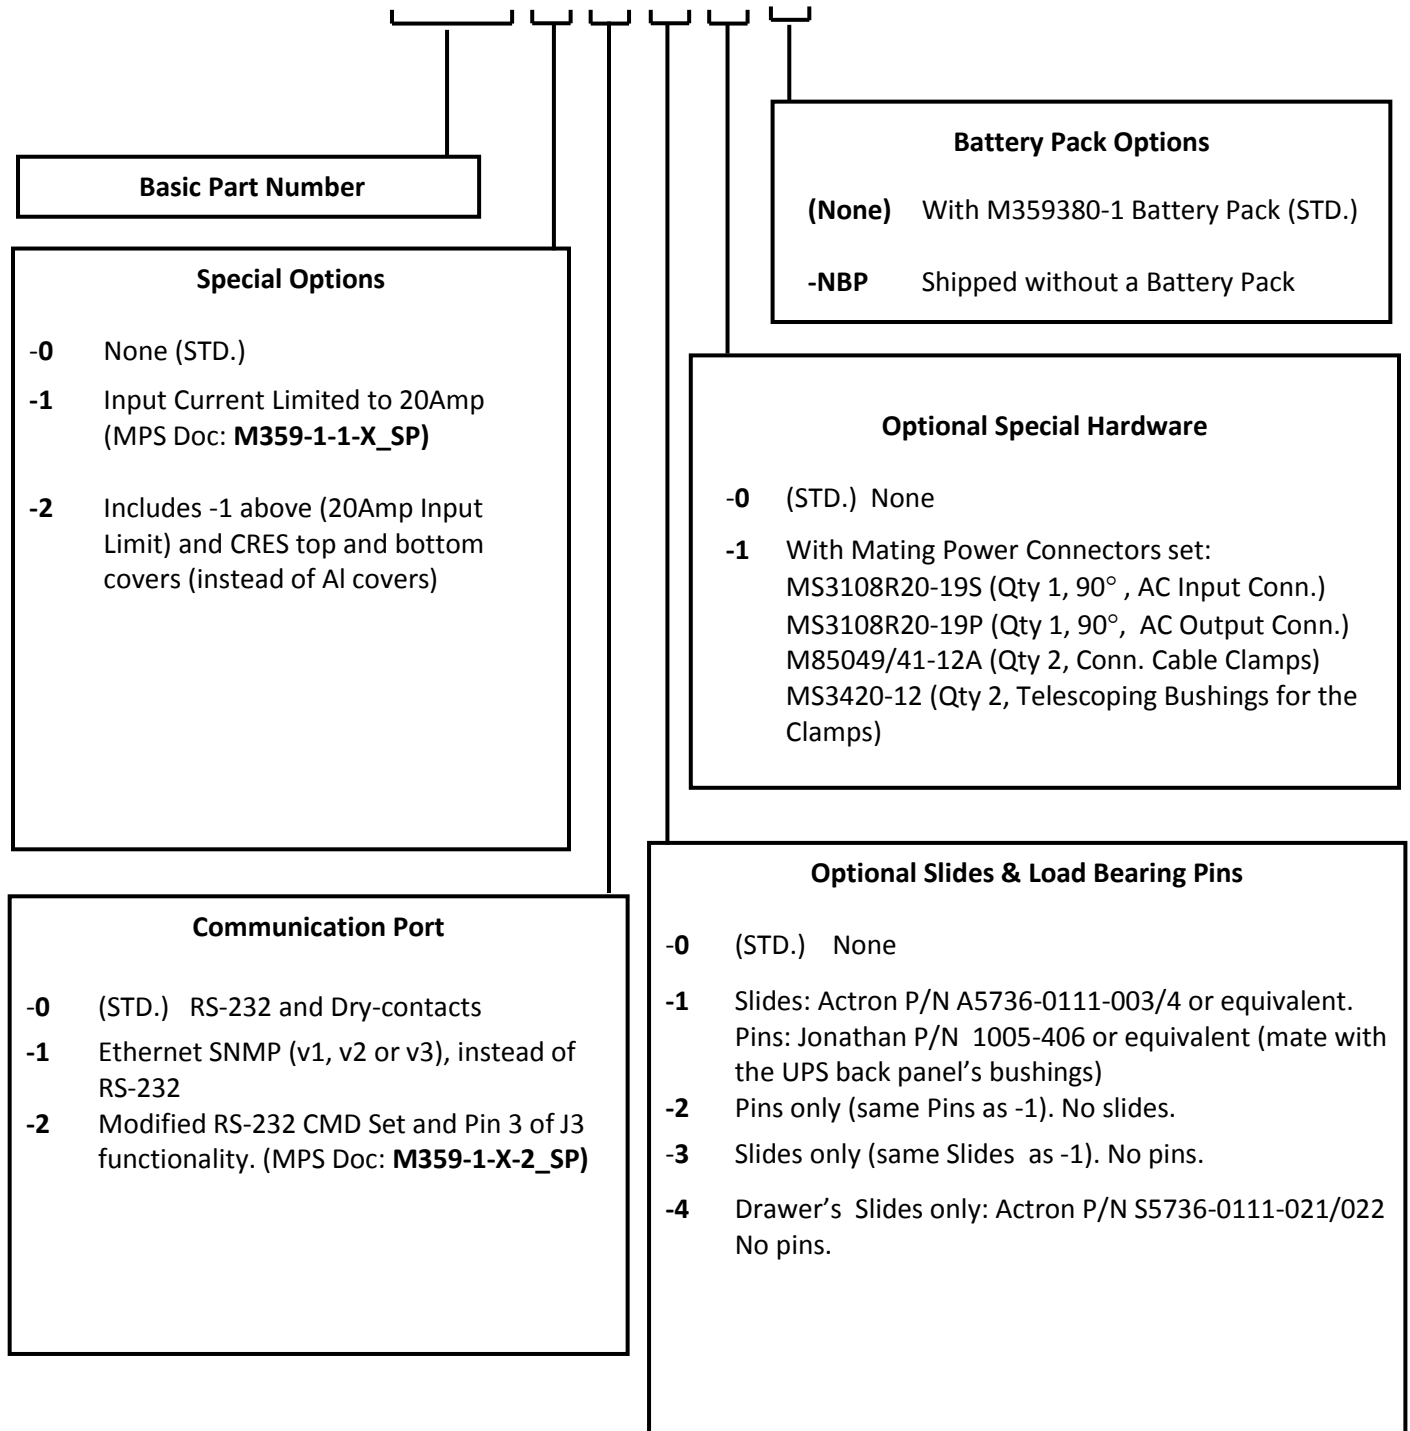 Basic Part Number
Special Options
-0 None (STD.)
-1 Input Current Limited to 20Amp
(MPS Doc: M359-1-1-X_SP)
-2 Includes -1 above (20Amp Input
Limit) and CRES top and bottom
covers (instead of Al covers)
Communication Port
-0 (STD.) RS-232 and Dry-contacts
-1 Ethernet SNMP (v1, v2 or v3), instead of
RS-232
-2 Modified RS-232 CMD Set and Pin 3 of J3
functionality. (MPS Doc: M359-1-X-2_SP)
Battery Pack Options
(None) With M359380-1 Battery Pack (STD.)
-NBP Shipped without a Battery Pack
Optional Special Hardware
-0 (STD.) None
-1 With Mating Power Connectors set:
MS3108R20-19S (Qty 1, 90° , AC Input Conn.)
MS3108R20-19P (Qty 1, 90°, AC Output Conn.)
M85049/41-12A (Qty 2, Conn. Cable Clamps)
MS3420-12 (Qty 2, Telescoping Bushings for the
Clamps)
Optional Slides & Load Bearing Pins
-0 (STD.) None
-1 Slides: Actron P/N A5736-0111-003/4 or equivalent.
Pins: Jonathan P/N 1005-406 or equivalent (mate with
the UPS back panel’s bushings)
-2 Pins only (same Pins as -1). No slides.
-3 Slides only (same Slides as -1). No pins.
-4 Drawer’s Slides only: Actron P/N S5736-0111-021/022
No pins.